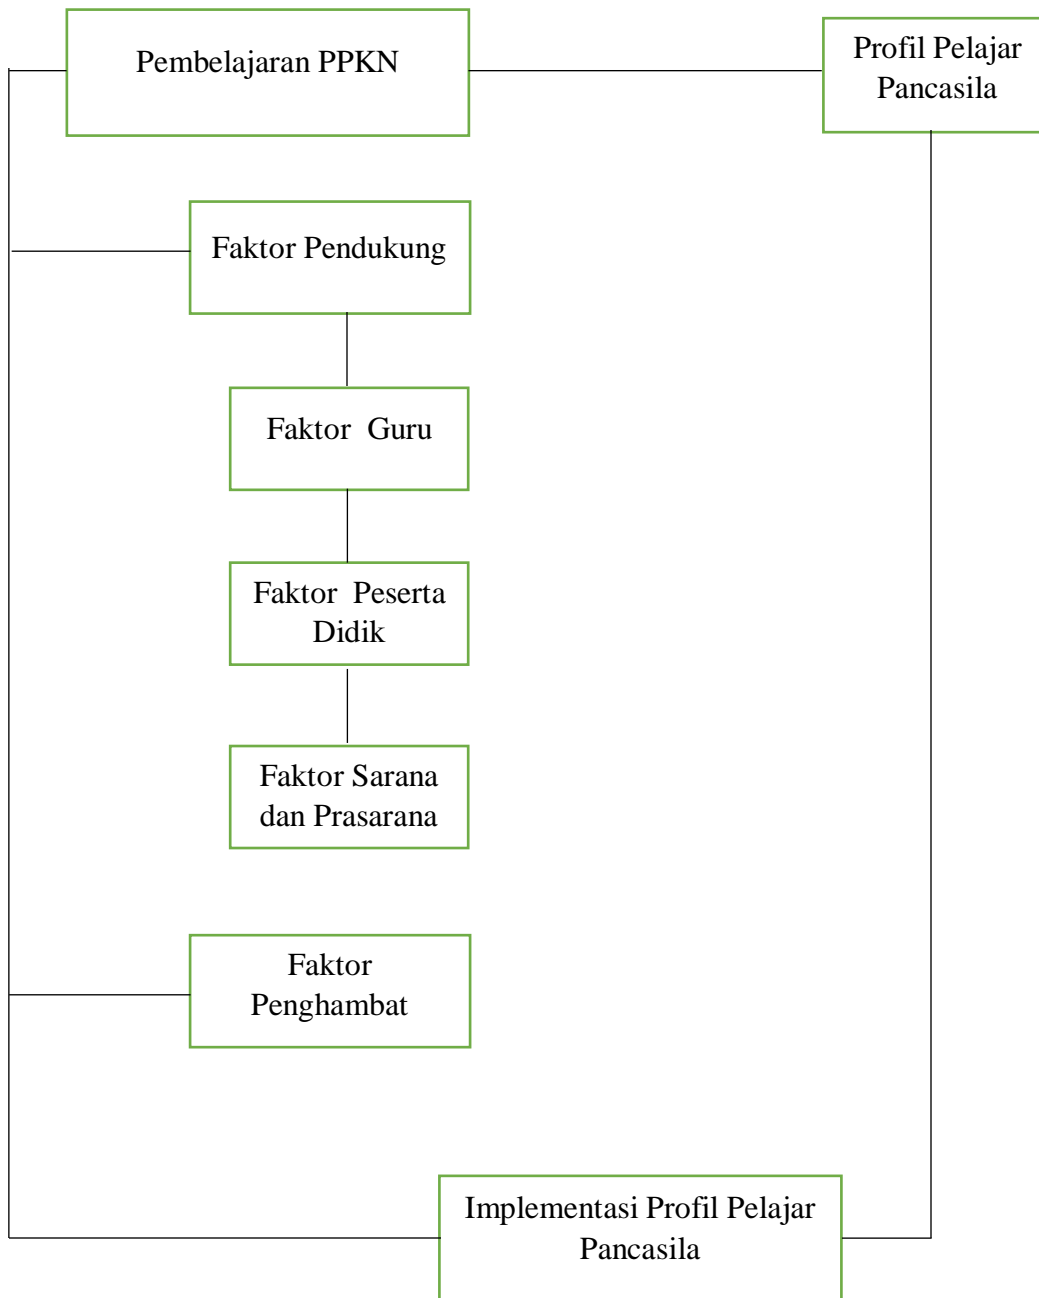 Pembelajaran PPKN
Profil Pelajar
Pancasila
Faktor Pendukung
Faktor  Guru
Faktor  Peserta
Didik
Faktor Sarana
dan Prasarana
Faktor
Penghambat
Implementasi Profil Pelajar
Pancasila